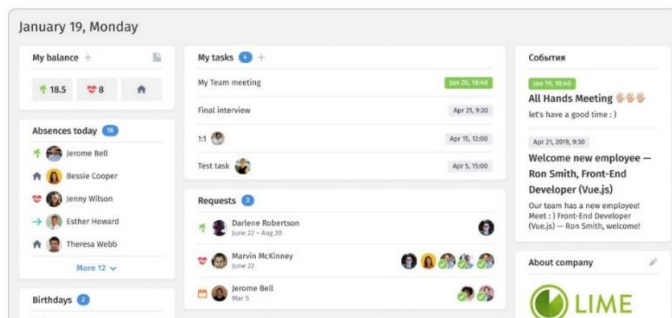 January 19, Monday
My balance
18.5
8
Absences today 18
Jerome Bell
Bessie Cooper
Jenny Wilson
Esther Howard
Theresa Webb
More 12
Birthdays 2
My tasks 4
My Team meeting
Jan 20, 18:40
Final interview
Apr 21, 9:30
1:1
Apr 15, 12:00
Test task
Apr 5, 15:00
Requests 3
Darlene Robertson
June 22 – Aug 20
Marvin McKinney
June 22
Jerome Bell
Mar 5
События
Jan 19, 18:40
All Hands Meeting
let's have a good time : )
Apr 21, 2019, 9:30
Welcome new employee —
Ron Smith, Front-End
Developer (Vue.js)
Our team has a new employee!
Meet : ) Front-End Developer
(Vue.js) — Ron Smith, welcome!
About company
LIME